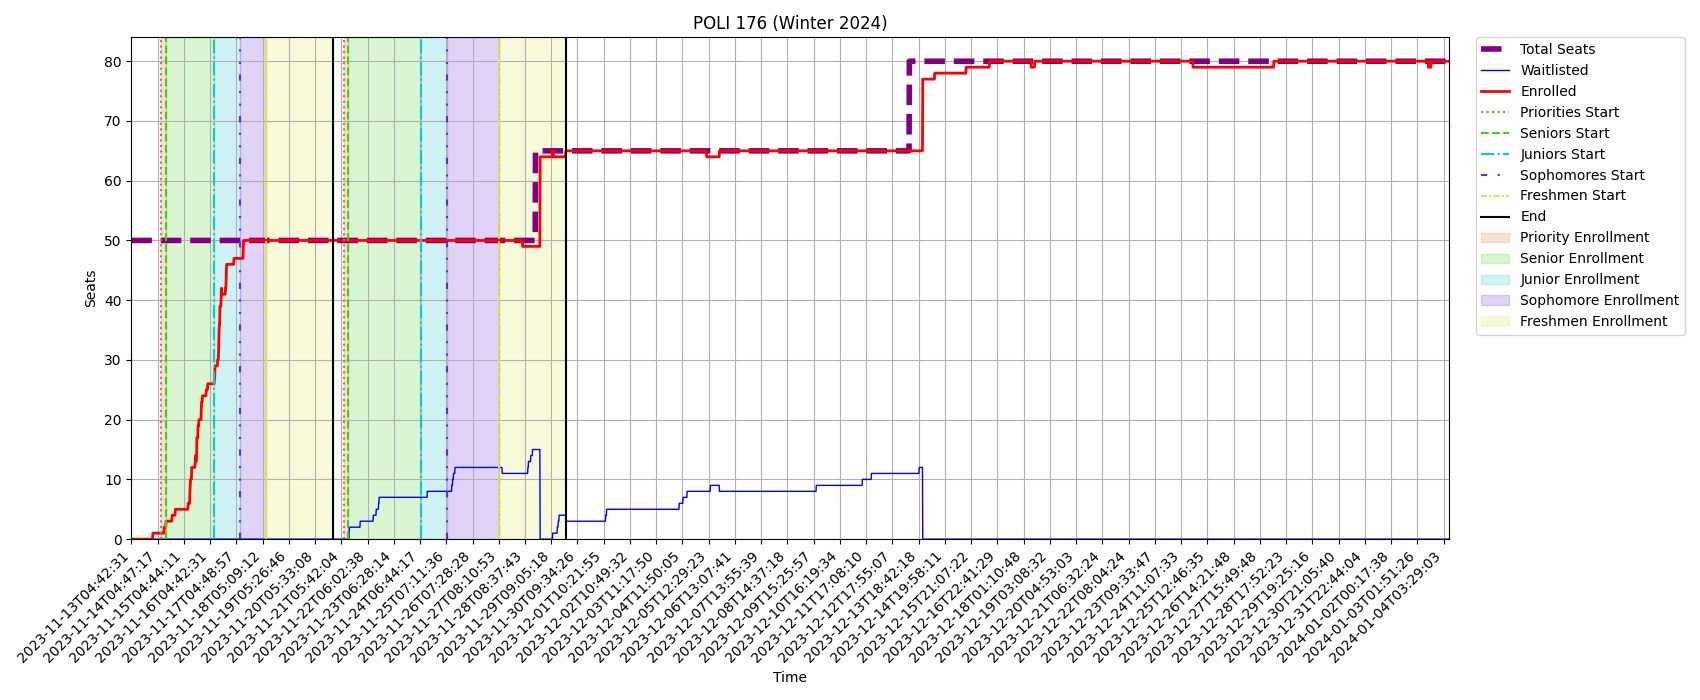 POLI 176 (Winter 2024)
Seats
80
70
60
50
40
30
20
10
0
2023-11-13T04:42:31
2023-11-14T04:47:17
2023-11-15T04:44:11
2023-11-16T04:42:31
2023-11-17T04:48:57
2023-11-18T05:09:12
2023-11-19T05:26:46
2023-11-20T05:33:08
2023-11-21T05:42:04
2023-11-22T06:02:38
2023-11-23T06:28:14
2023-11-24T06:44:17
2023-11-25T07:11:36
2023-11-27T07:28:28
2023-11-28T08:10:53
2023-11-28T08:37:43
2023-11-29T09:05:18
2023-11-30T09:34:26
2023-12-01T10:21:55
2023-12-02T10:49:32
2023-12-03T11:17:50
2023-12-04T11:50:05
2023-12-05T12:29:23
2023-12-06T13:07:41
2023-12-07T13:55:39
2023-12-08T14:37:18
2023-12-09T15:25:57
2023-12-10T16:19:34
2023-12-11T17:08:10
2023-12-12T17:55:07
2023-12-13T18:42:18
2023-12-14T19:58:11
2023-12-15T21:07:22
2023-12-16T22:41:29
2023-12-18T01:10:48
2023-12-19T03:08:32
2023-12-20T04:53:03
2023-12-21T06:32:24
2023-12-22T08:04:24
2023-12-23T09:33:47
2023-12-24T11:07:33
2023-12-25T12:46:35
2023-12-26T14:21:48
2023-12-27T15:49:48
2023-12-28T17:52:23
2023-12-29T19:25:16
2023-12-30T21:05:40
2023-12-31T22:44:04
2024-01-02T00:17:38
2024-01-03T01:51:26
2024-01-04T03:29:03
Time
Total Seats
Waitlisted
Enrolled
Priorities Start
Seniors Start
Juniors Start
Sophomores Start
Freshmen Start
End
Priority Enrollment
Senior Enrollment
Junior Enrollment
Sophomore Enrollment
Freshmen Enrollment